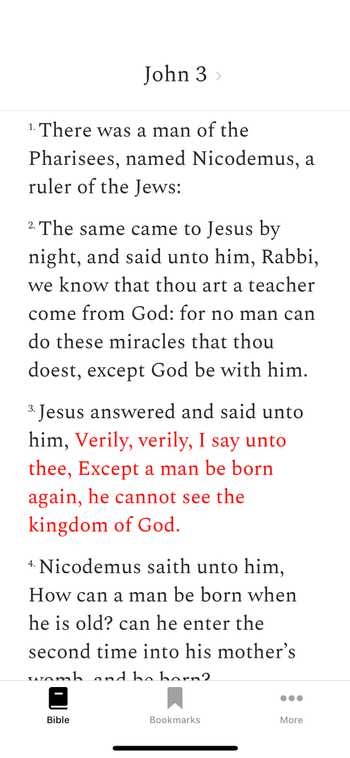 John 3 >
1. There was a man of the
Pharisees, named Nicodemus, a
ruler of the Jews:
2. The same came to Jesus by
night, and said unto him, Rabbi,
we know that thou art a teacher
come from God: for no man can
do these miracles that thou
doest, except God be with him.
3. Jesus answered and said unto
him, Verily, verily, I say unto
thee, Except a man be born
again, he cannot see the
kingdom of God.
4. Nicodemus saith unto him,
How can a man be born when
he is old? can he enter the
second time into his mother’s
womb, and be born?
Bible
Bookmarks
More